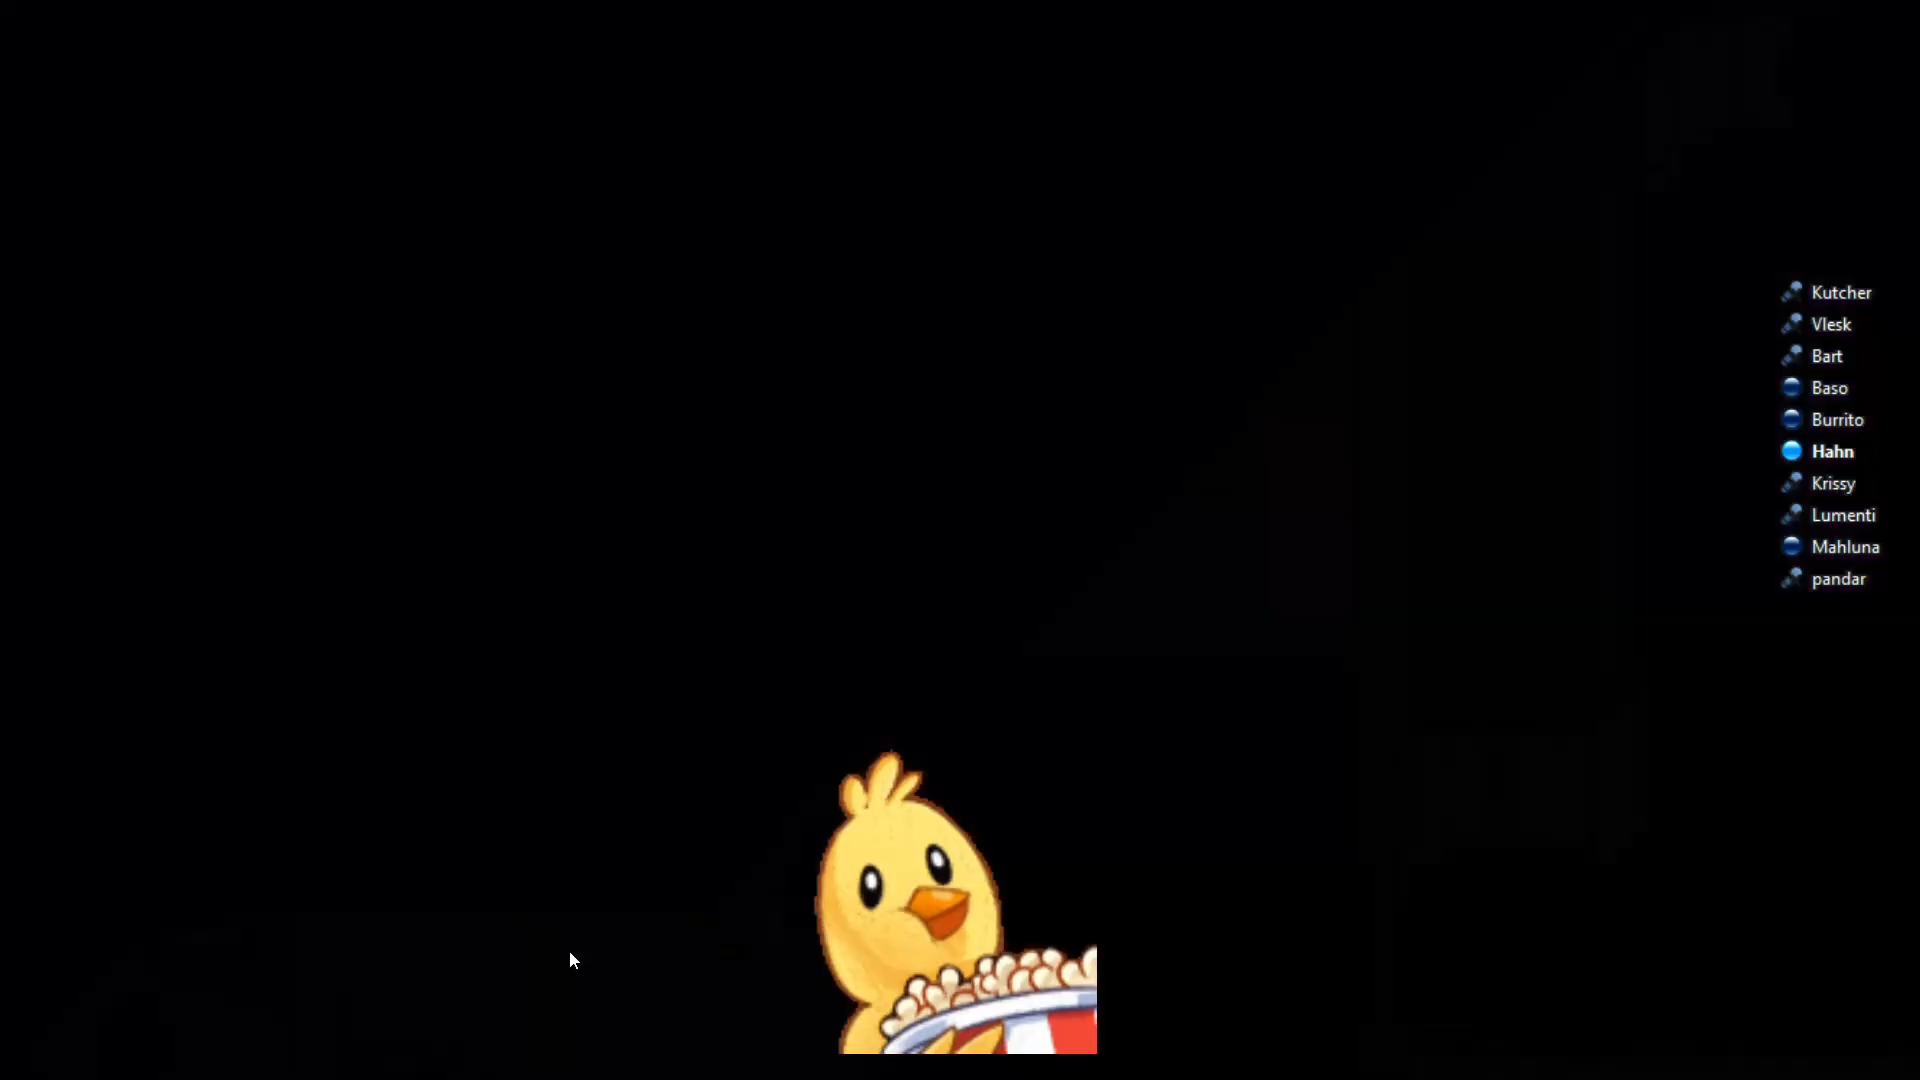 Kutcher
Vlesk
Bart
Baso
Burrito
Hahn
Krissy
Lumenti
Mahluna
pandar